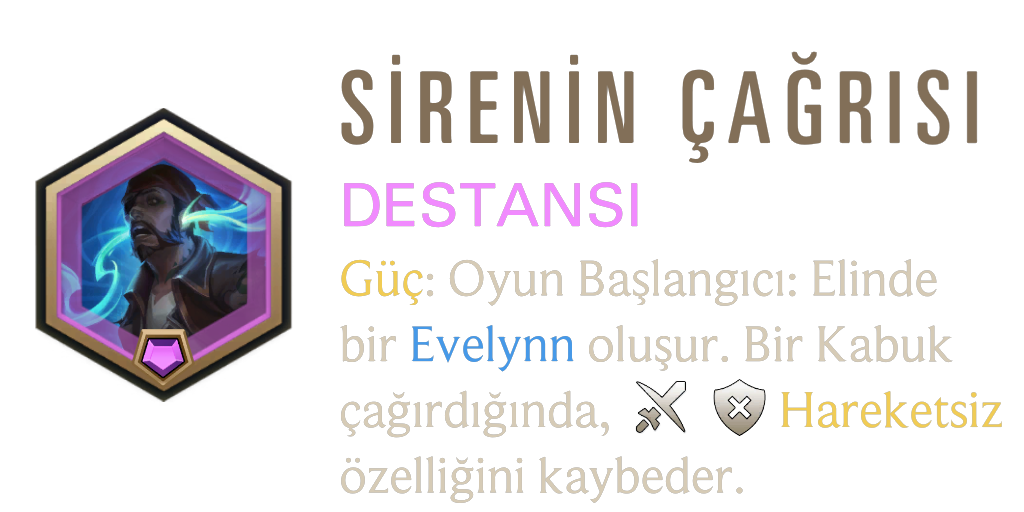 SİRENİN ÇAĞRISI
DESTANSI
Güç: Oyun Başlangıcı: Elinde
bir Evelynn oluşur. Bir Kabuk
çağırdığında, Hareketsiz
özelliğini kaybeder.